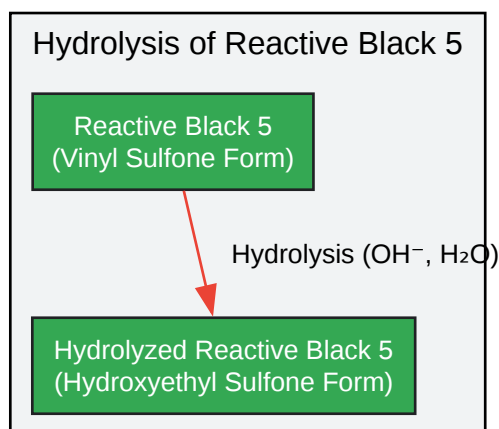 Hydrolysis of Reactive Black 5
Reactive Black 5
(Vinyl Sulfone Form)
Hydrolysis (OH⁻, H₂O)
Hydrolyzed Reactive Black 5
(Hydroxyethyl Sulfone Form)